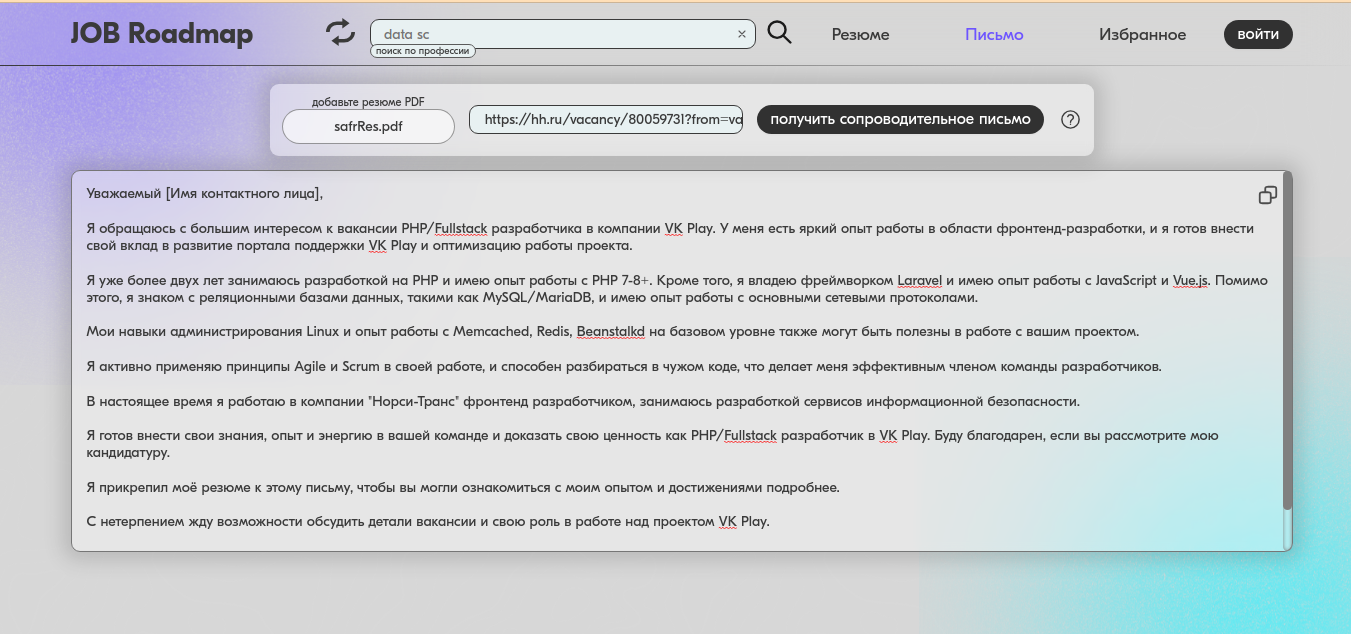 JOB Roadmap
data sc
×
поиск по профессии
Резюме
Письмо
Избранное
войти
добавьте резюме PDF
safrRes.pdf
https://hh.ru/vacancy/80059731?from=va
получить сопроводительное письмо
?
Уважаемый [Имя контактного лица],
Я обращаюсь с большим интересом к вакансии PHP/Fullstack разработчика в компании VK Play. У меня есть яркий опыт работы в области фронтенд-разработки, и я готов внести
свой вклад в развитие портала поддержки VK Play и оптимизацию работы проекта.
Я уже более двух лет занимаюсь разработкой на PHP и имею опыт работы с PHP 7-8+. Кроме того, я владею фреймворком Laravel и имею опыт работы с JavaScript и Vue.js. Помимо
этого, я знаком с реляционными базами данных, такими как MySQL/MariaDB, и имею опыт работы с основными сетевыми протоколами.
Мои навыки администрирования Linux и опыт работы с Memcached, Redis, Beanstalkd на базовом уровне также могут быть полезны в работе с вашим проектом.
Я активно применяю принципы Agile и Scrum в своей работе, и способен разбираться в чужом коде, что делает меня эффективным членом команды разработчиков.
В настоящее время я работаю в компании "Норси-Транс" фронтенд разработчиком, занимаюсь разработкой сервисов информационной безопасности.
Я готов внести свои знания, опыт и энергию в вашей команде и доказать свою ценность как PHP/Fullstack разработчик в VK Play. Буду благодарен, если вы рассмотрите мою
кандидатуру.
Я прикрепил моё резюме к этому письму, чтобы вы могли ознакомиться с моим опытом и достижениями подробнее.
С нетерпением жду возможности обсудить детали вакансии и свою роль в работе над проектом VK Play.